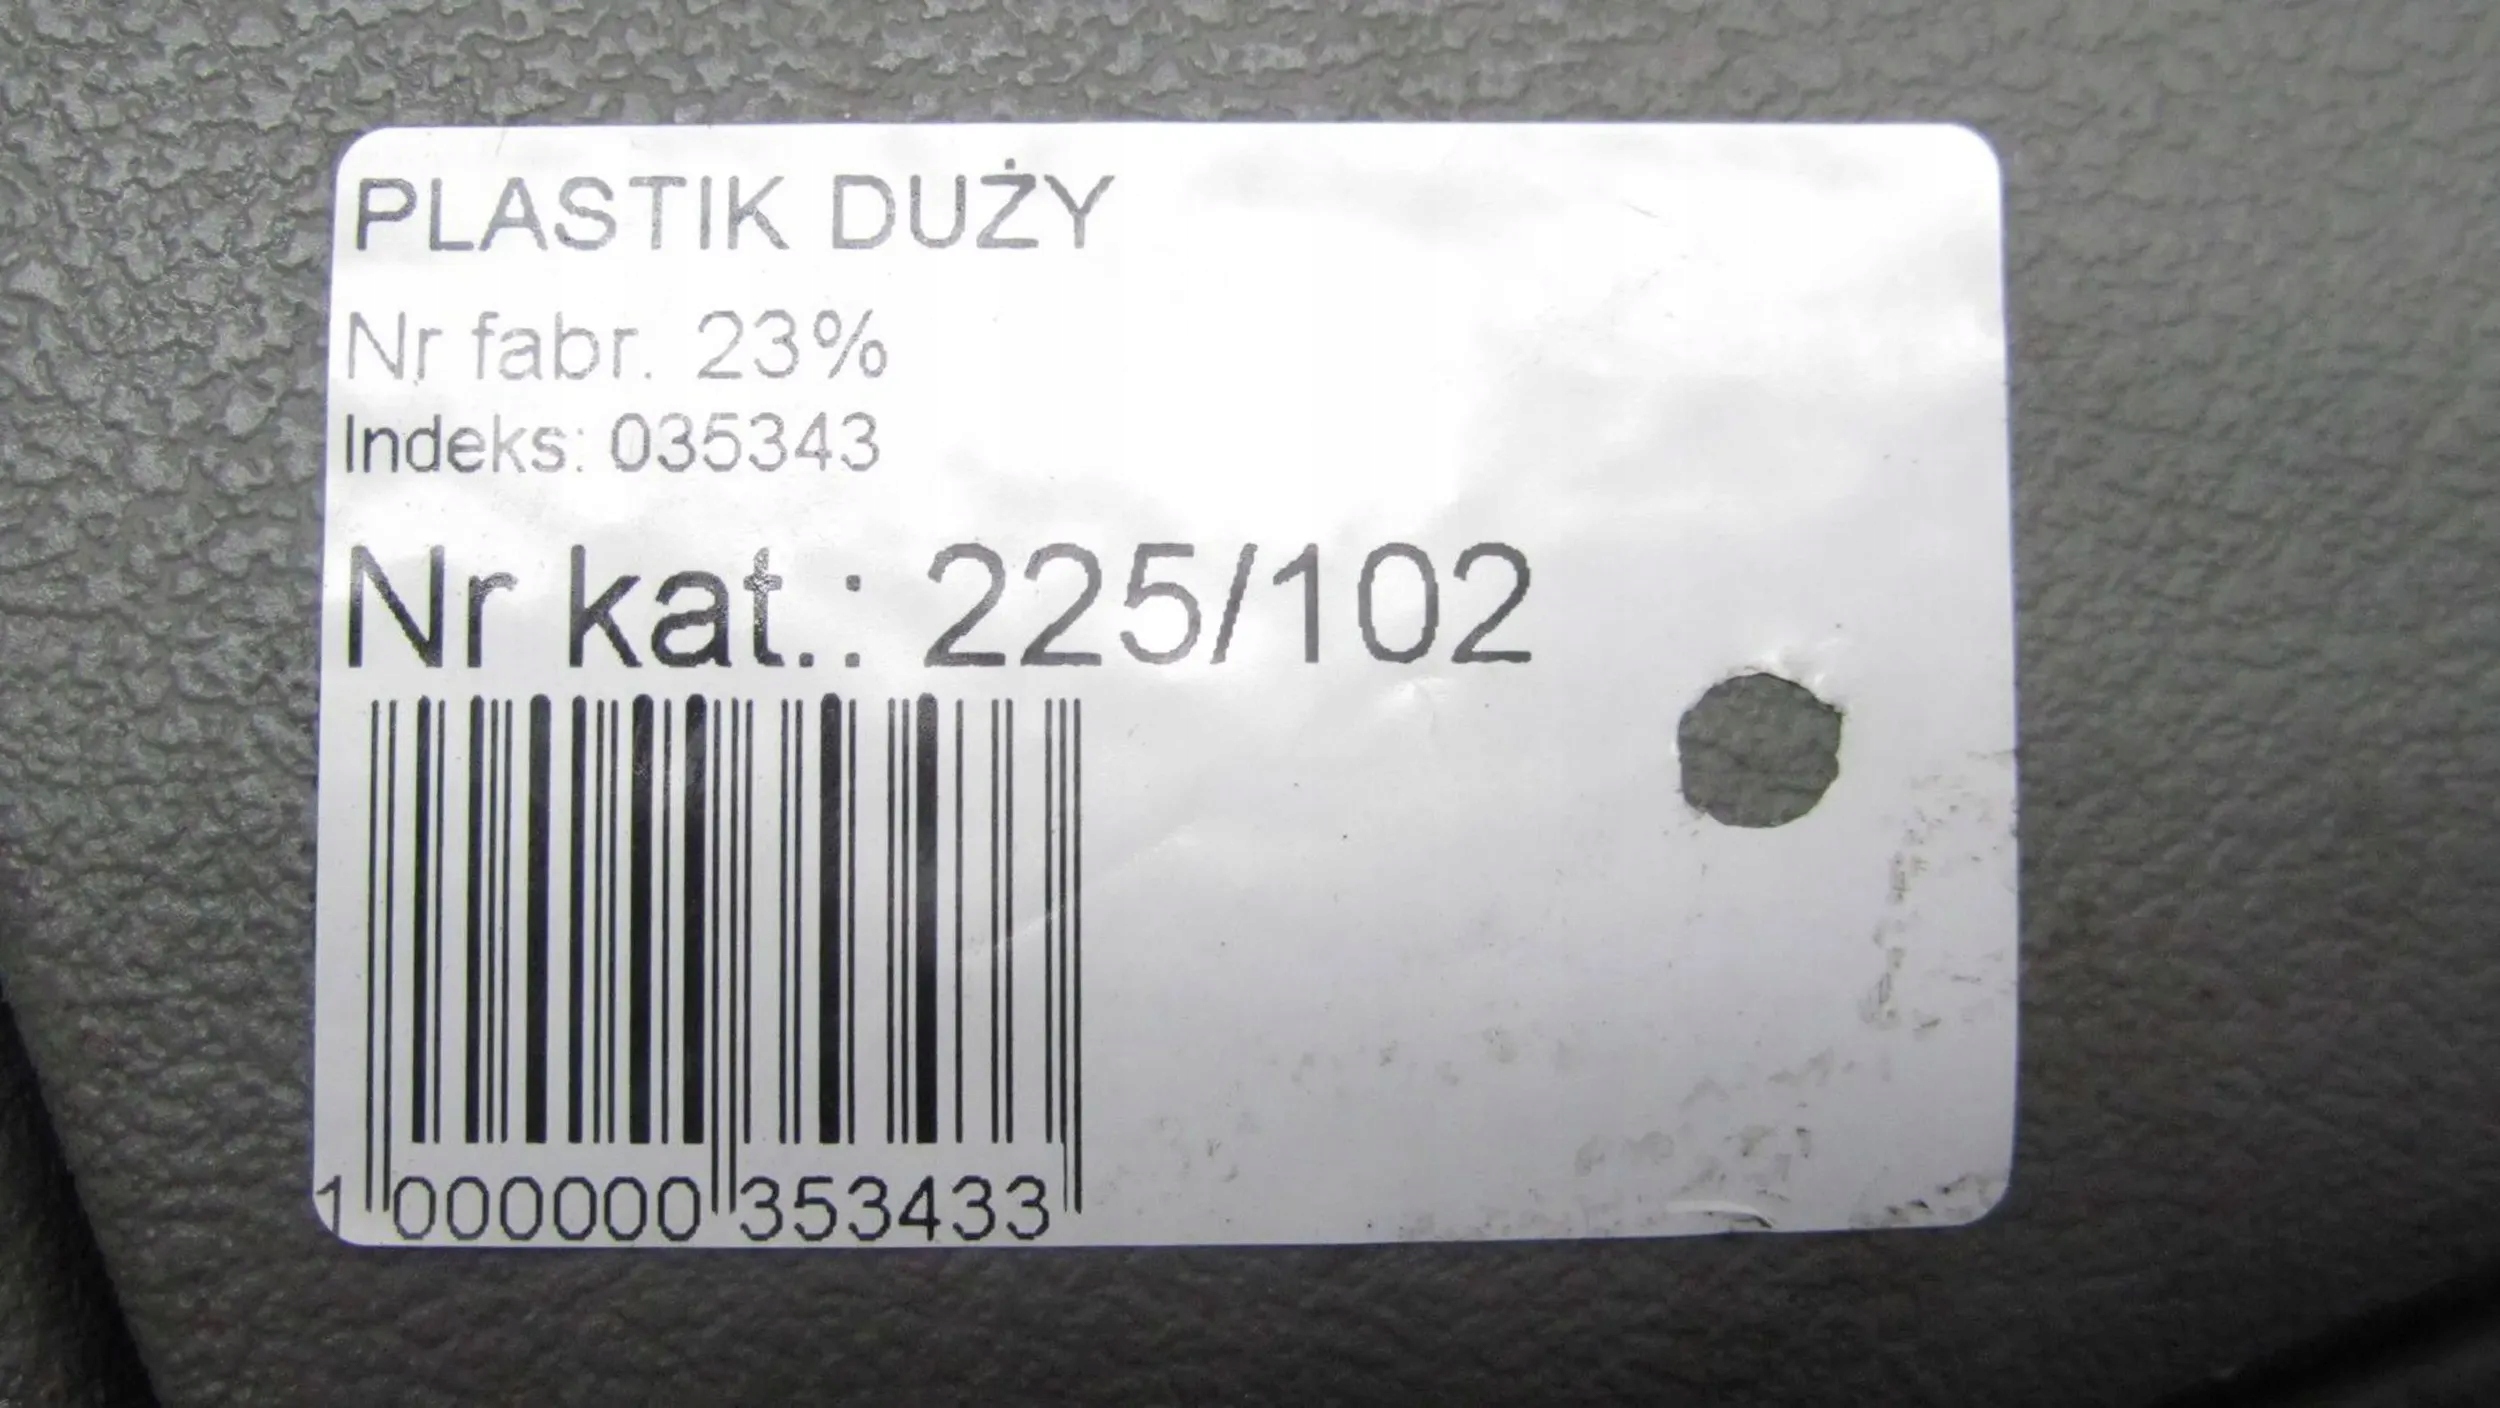 PLASTIK DUŻY
Nr fabr. 23%
Indeks: 035343
Nr kat.: 225/102
1 000000 353433